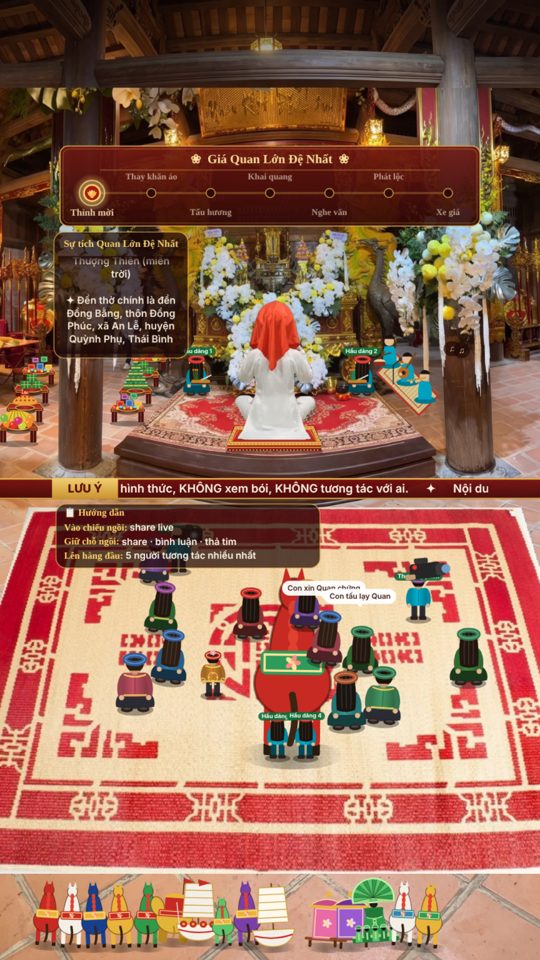 Giá Quan Lớn Đệ Nhất
Thay khăn áo
Khai quang
Phát lộc
Thỉnh mời
Tấu hương
Nghe văn
Xe giá
Sự tích Quan Lớn Đệ Nhất
Thượng Thiên (miền
trời)
✦ Đền thờ chính là đền
Đồng Bằng, thôn Đồng
Phúc, xã An Lễ, huyện
Quỳnh Phụ, Thái Bình
dâng 1
Hầu dâng 2
LƯU Ý
hình thức, KHÔNG xem bói, KHÔNG tương tác với ai. ✦ Nội du
Hướng dẫn
Vào chiếu ngồi: share live
Giữ chỗ ngồi: share · bình luận · thả tim
Lên hàng đầu: 5 người tương tác nhiều nhất
Con xin Quan chứng
Con tấu lạy Quan
Hầu dâng
Hầu dâng 4